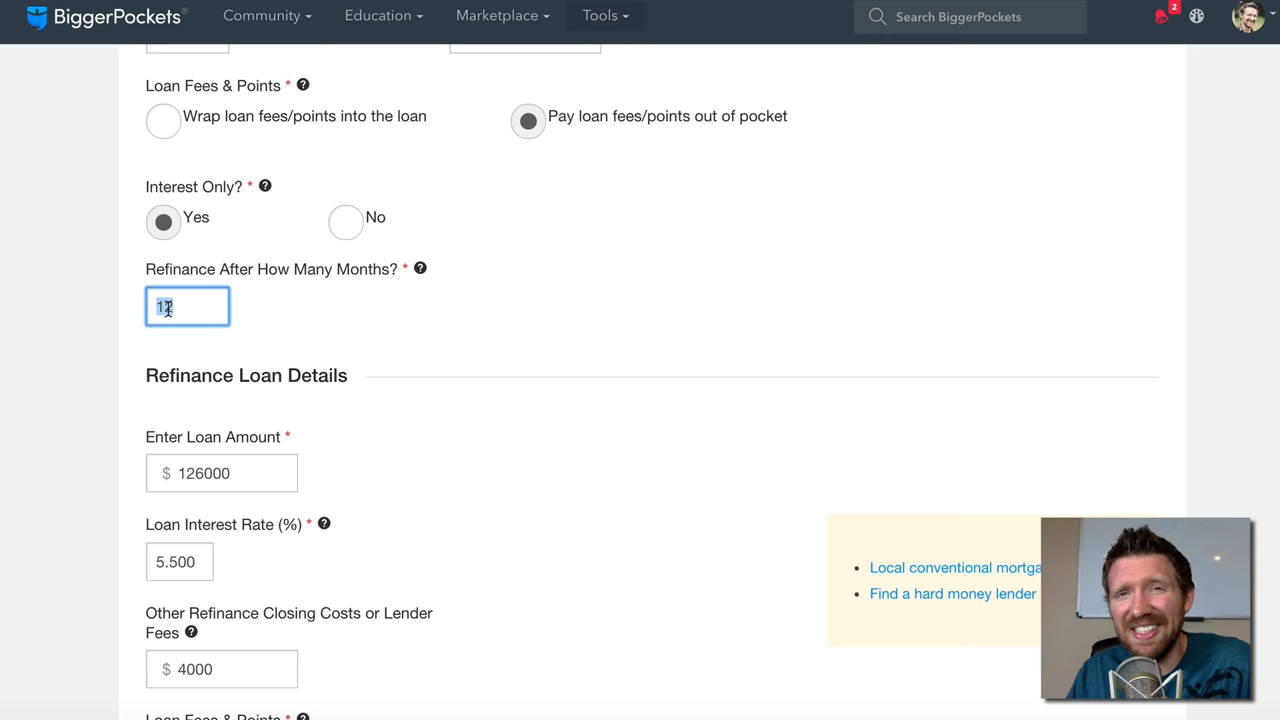 BiggerPockets
Community
Education
Marketplace
Tools
Search BiggerPockets
2
Loan Fees & Points * ?
Wrap loan fees/points into the loan
Pay loan fees/points out of pocket
Interest Only? * ?
Yes
No
Refinance After How Many Months? * ?
Refinance Loan Details
Enter Loan Amount *
$ 126000
Loan Interest Rate (%) * ?
5.500
Other Refinance Closing Costs or Lender
Fees ?
$ 4000
Local conventional
Find a hard money lender
Loan Fees & Points * ?